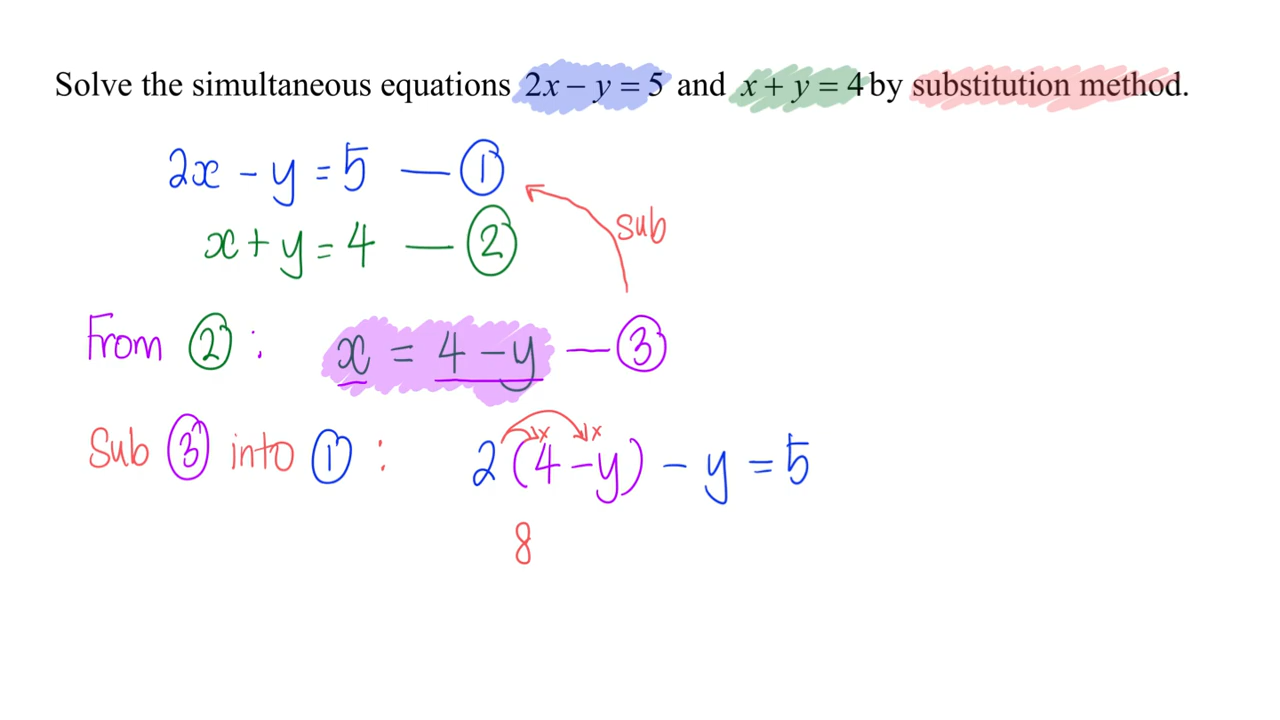 Solve the simultaneous equations 2x − y = 5 and x + y = 4 by substitution method.
2x − y = 5 — ①
x + y = 4 — ②
sub
From ② : x = 4 − y — ③
Sub ③ into ① : 2(4 − y) − y = 5
x x
8